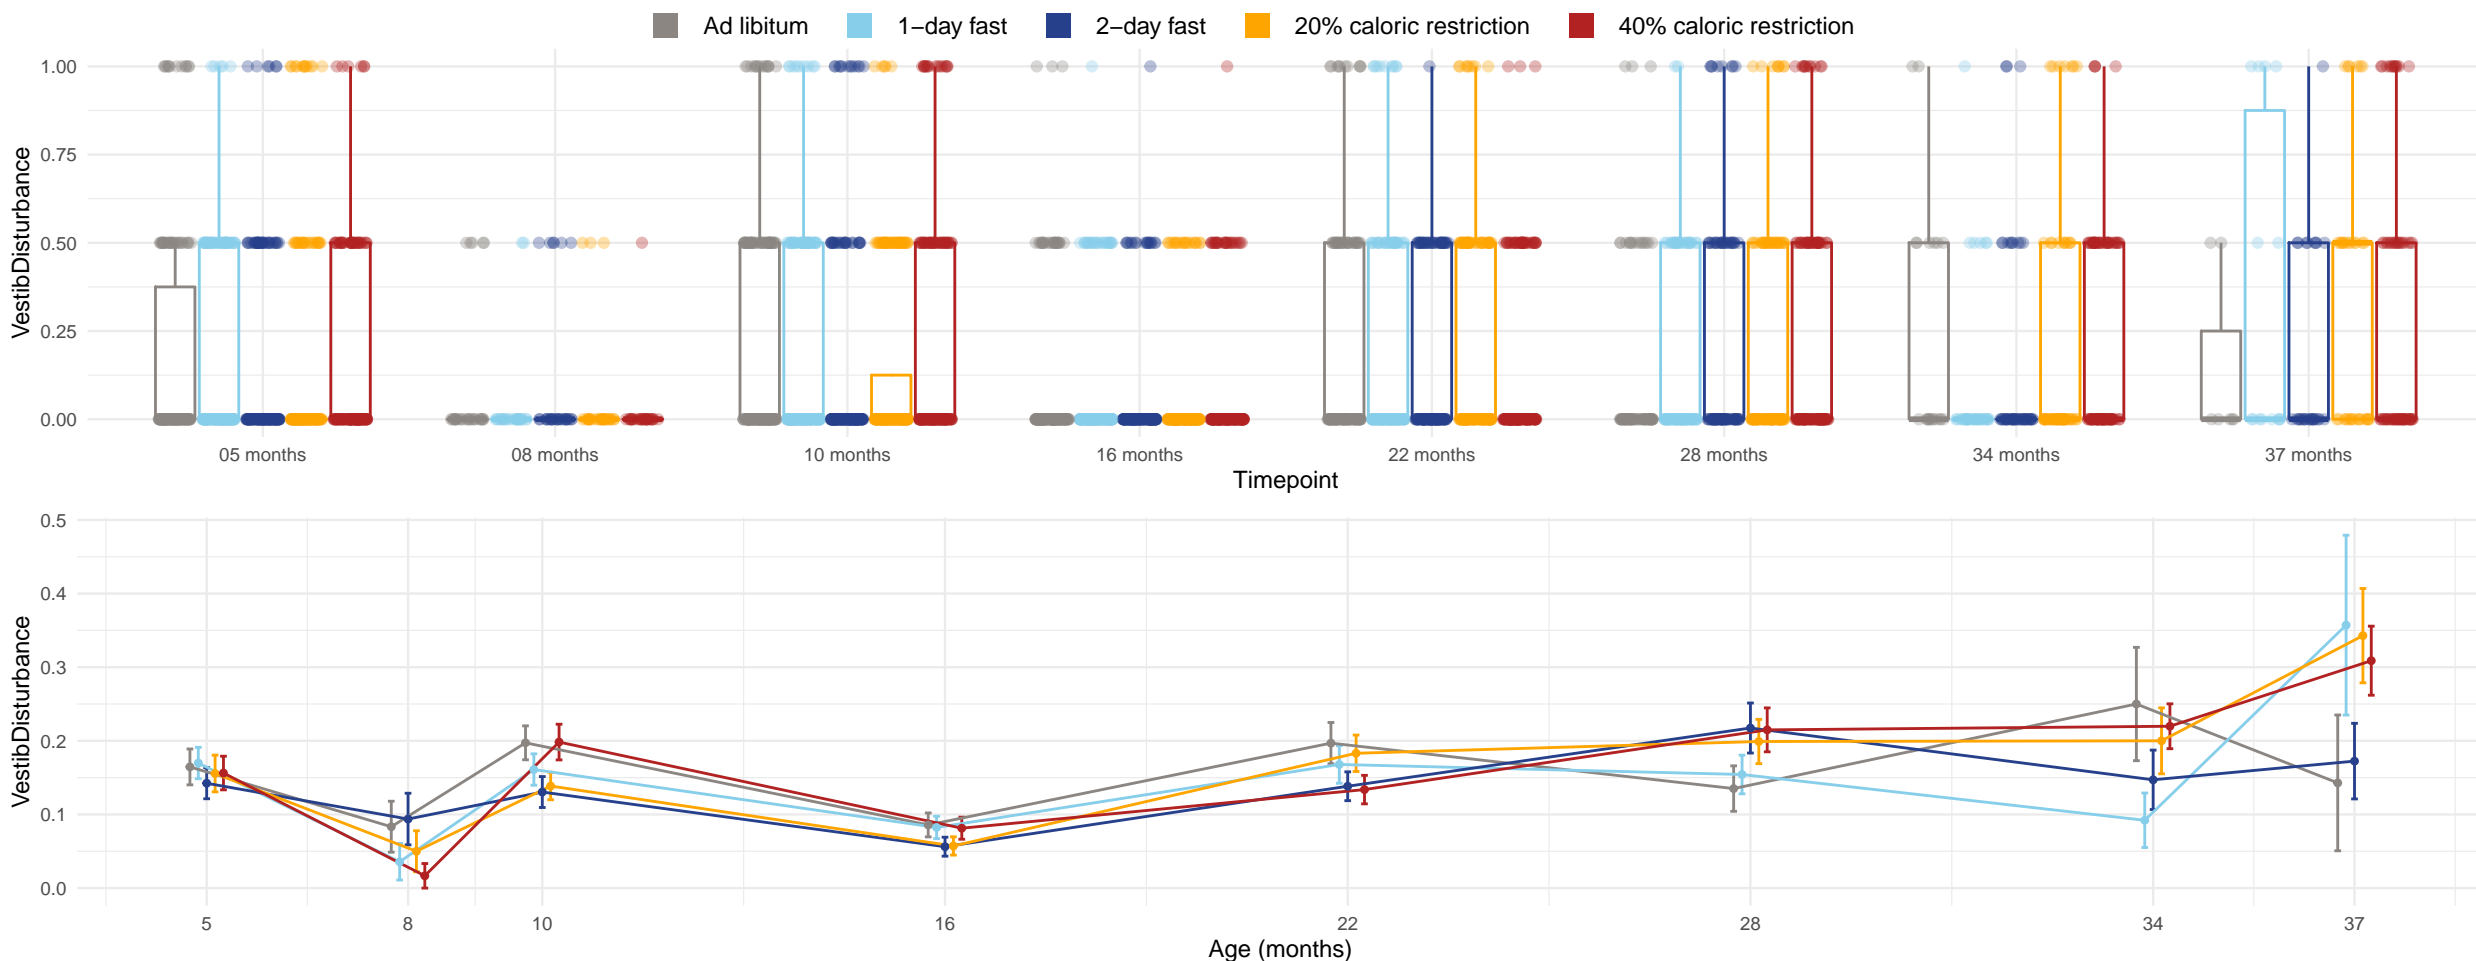 Ad libitum 1−day fast 2−day fast 20% caloric restriction 40% caloric restriction
VestibDisturbance
1.00
0.75
0.50
0.25
0.00
05 months 08 months 10 months 16 months 22 months 28 months 34 months 37 months
Timepoint
VestibDisturbance
0.5
0.4
0.3
0.2
0.1
0.0
5 8 10 16 22 28 34 37
Age (months)